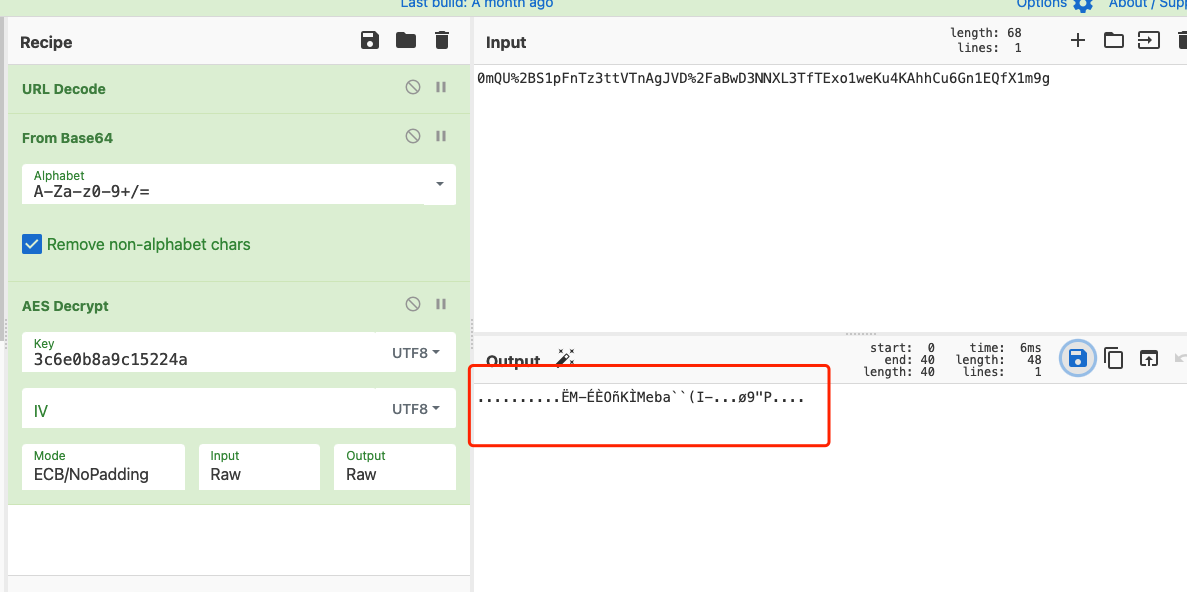 Last build: A month ago
Options
About / Supp
Recipe
URL Decode
From Base64
Alphabet
A-Za-z0-9+/=
Remove non-alphabet chars
AES Decrypt
Key
3c6e0b8a9c15224a
UTF8
IV
UTF8
Mode
ECB/NoPadding
Input
Raw
Output
Raw
Input
length: 68
lines: 1
0mQU%2BS1pFnTz3ttVTnAgJVD%2FaBwD3NNXL3TfTExo1weKu4KAhhCu6Gn1EQfX1m9g
Output
start: 0
end: 40
length: 40
time: 6ms
length: 48
lines: 1
..........ËM-ÉÈOñKÌMeba``(I-...ø9"P....